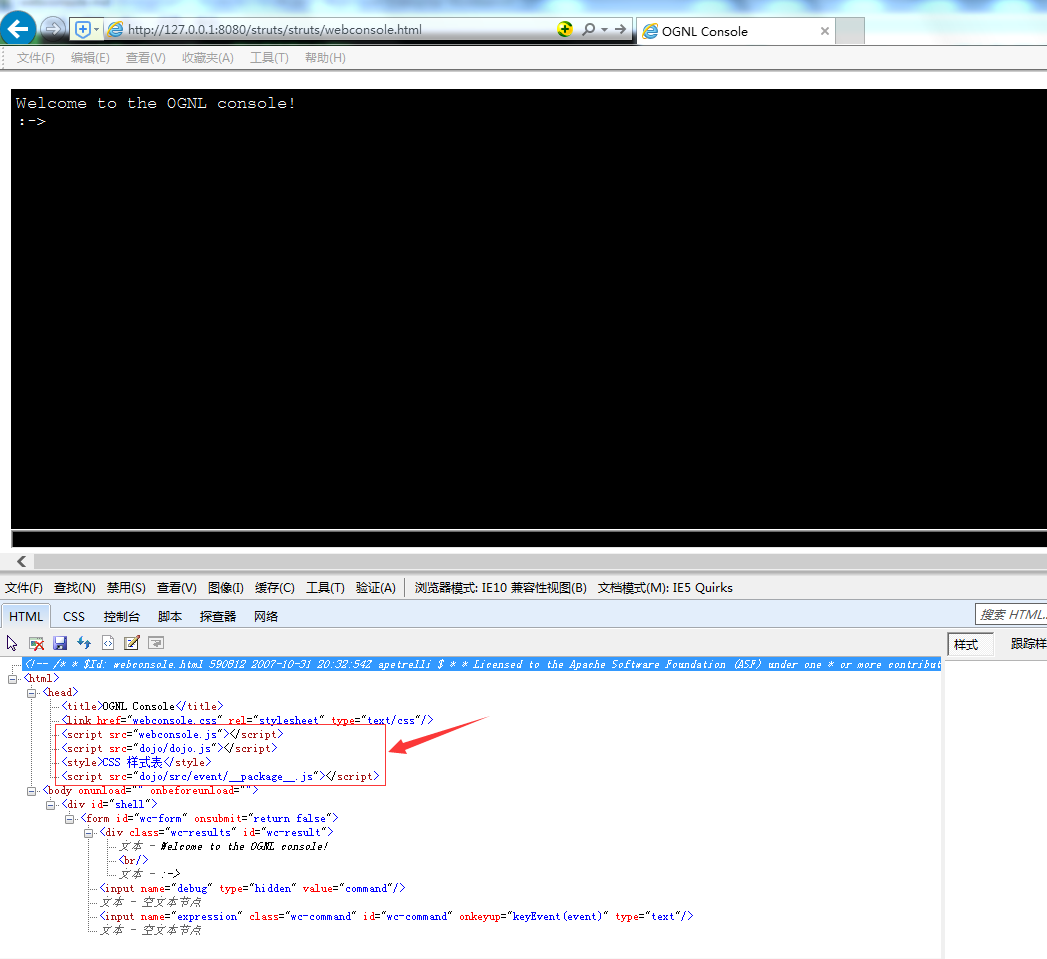 http://127.0.0.1:8080/struts/struts/webconsole.html
OGNL Console
文件(F) 编辑(E) 查看(V) 收藏夹(A) 工具(T) 帮助(H)
Welcome to the OGNL console!
:->
文件(F) 查找(N) 禁用(S) 查看(V) 图像(I) 缓存(C) 工具(T) 验证(A) 浏览器模式: IE10 兼容性视图(B) 文档模式(M): IE5 Quirks
HTML CSS 控制台 脚本 探查器 网络 搜索 HTML...
样式 跟踪样
<!-- /* * $Id: webconsole.html 590812 2007-10-31 20:32:54Z apetrelli $ * * Licensed to the Apache Software Foundation (ASF) under one * or more contribut
<html>
<head>
<title>OGNL Console</title>
<link href="webconsole.css" rel="stylesheet" type="text/css"/>
<script src="webconsole.js"></script>
<script src="dojo/dojo.js"></script>
<style>CSS 样式表</style>
<script src="dojo/src/event/__package__.js"></script>
<body onunload="" onbeforeunload="">
<div id="shell">
<form id="wc-form" onsubmit="return false">
<div class="wc-results" id="wc-result">
文本 - Welcome to the OGNL console!
<br/>
文本 - :->
<input name="debug" type="hidden" value="command"/>
文本 - 空文本节点
<input name="expression" class="wc-command" id="wc-command" onkeyup="keyEvent(event)" type="text"/>
文本 - 空文本节点